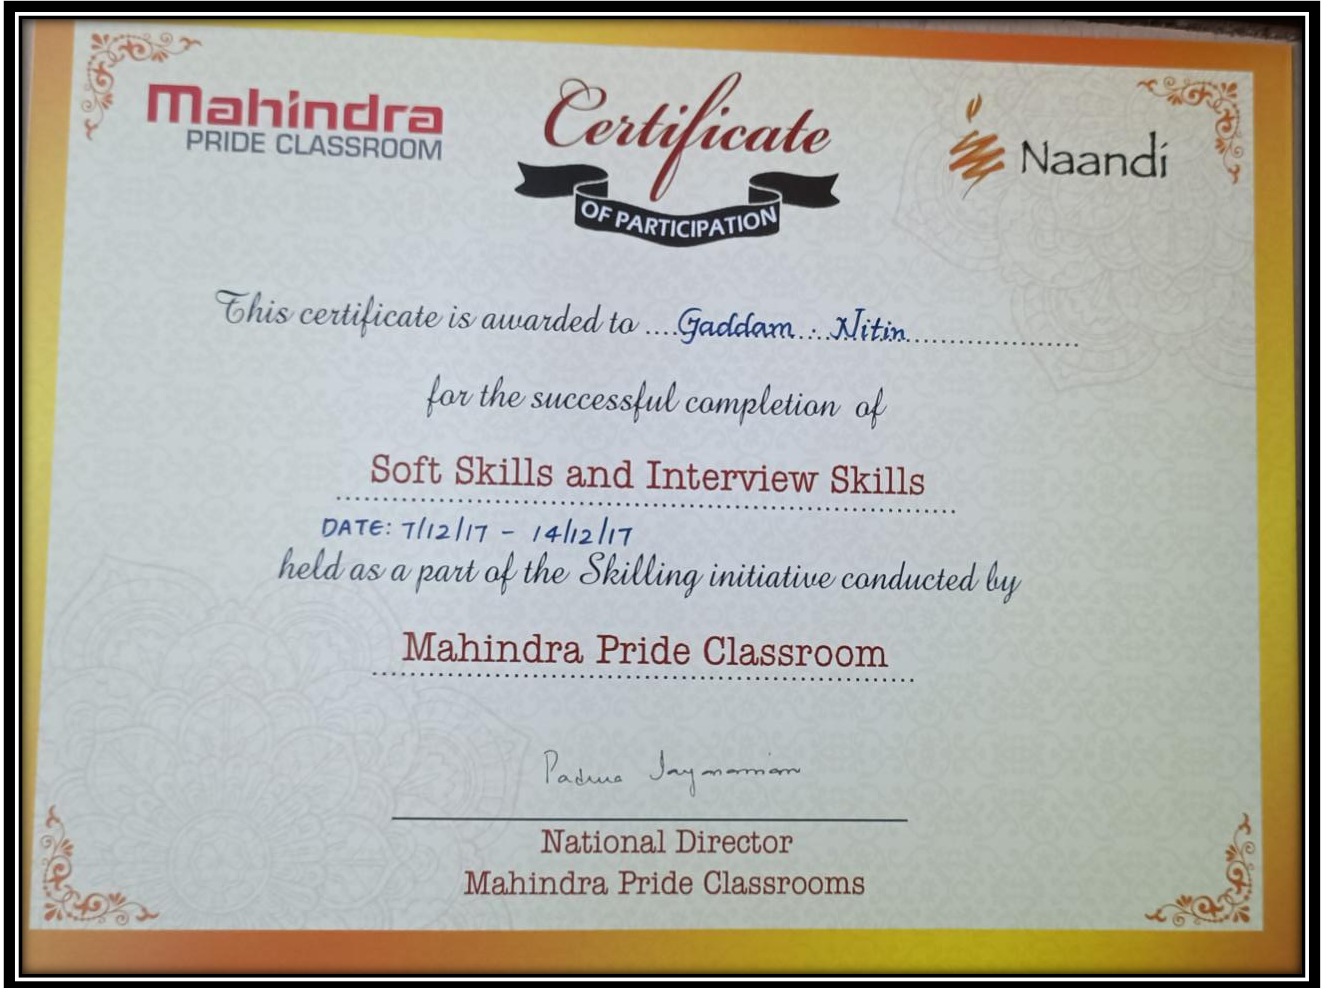 Mahindra
PRIDE CLASSROOM
Certificate
OF PARTICIPATION
Naandi
This certificate is awarded to ....Gaddam...Nitin..............................
for the successful completion of
Soft Skills and Interview Skills
DATE: 7/12/17 - 14/12/17
held as a part of the Skilling initiative conducted by
Mahindra Pride Classroom
Padma Jaynamian
National Director
Mahindra Pride Classrooms